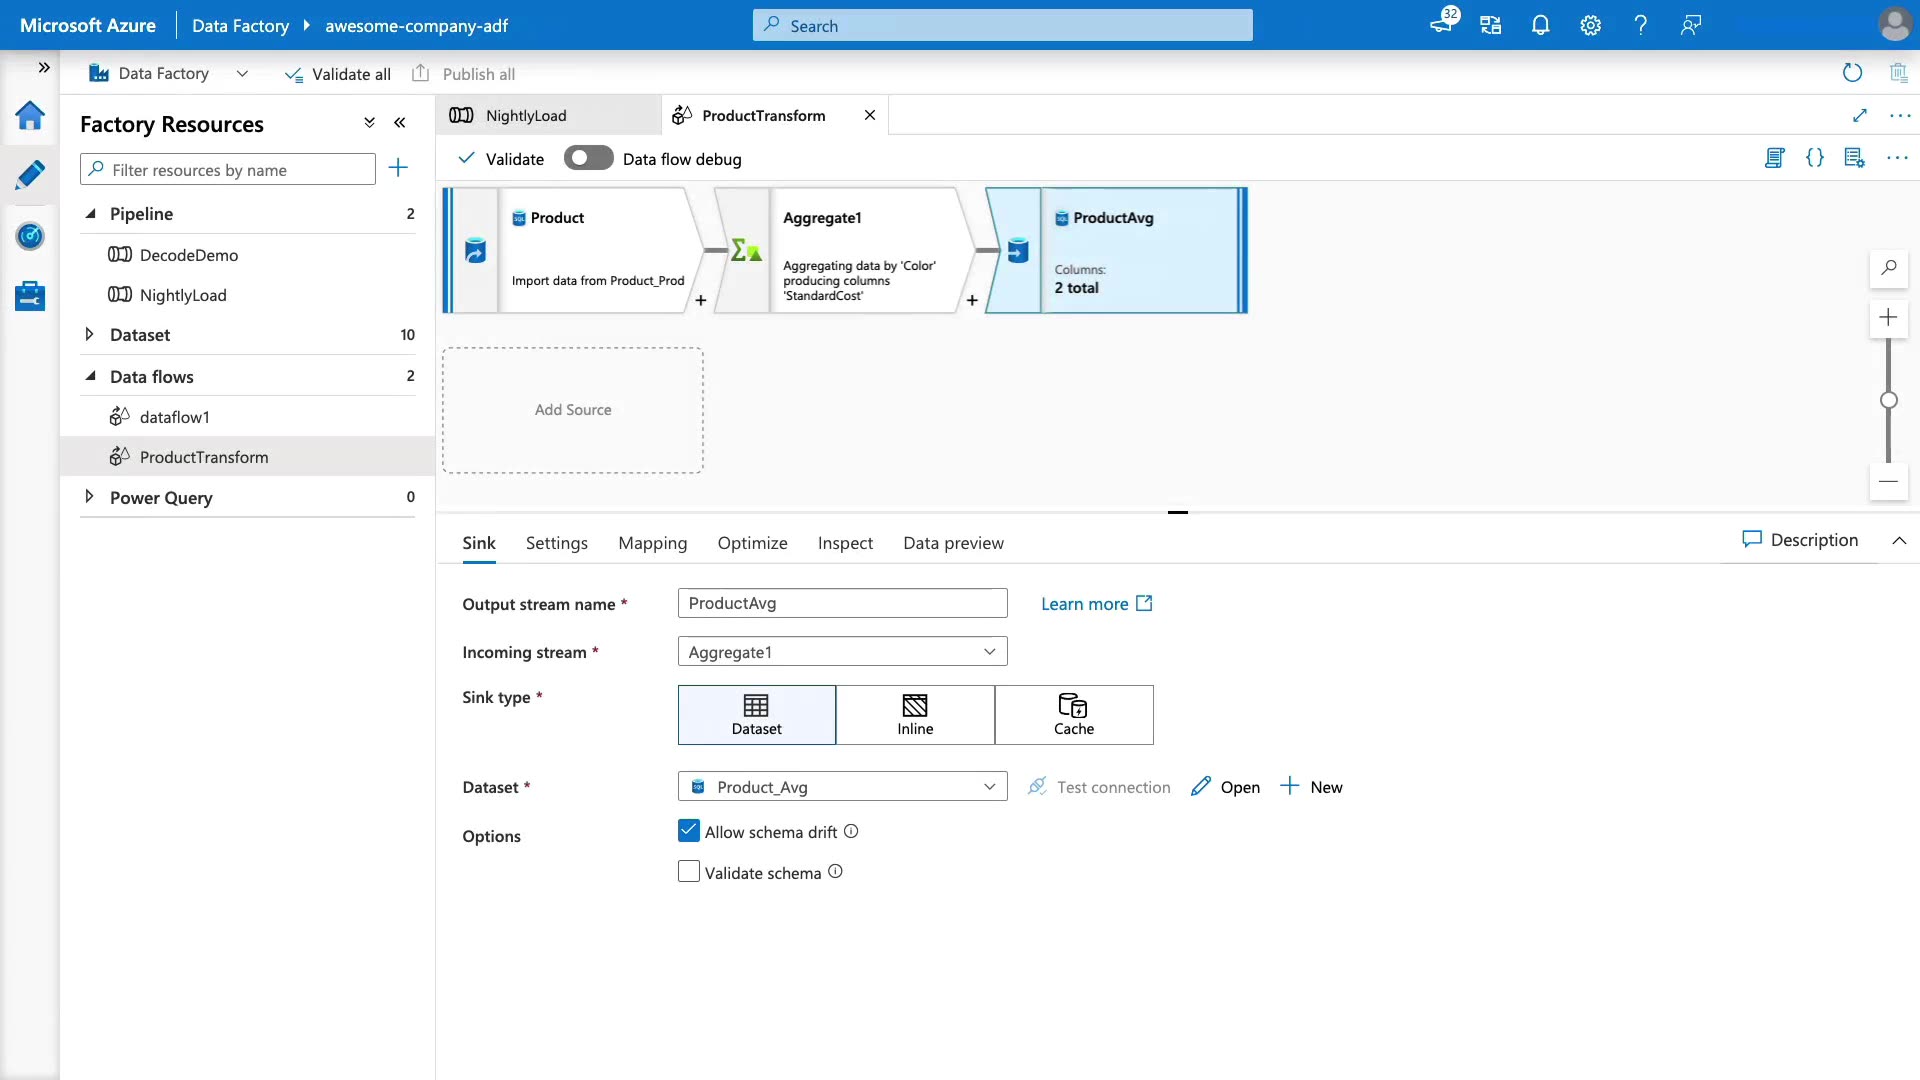 Microsoft Azure
Data Factory
awesome-company-adf
Search
32
Data Factory
Validate all
Publish all
Factory Resources
Filter resources by name
Pipeline 2
DecodeDemo
NightlyLoad
Dataset 10
Data flows 2
dataflow1
ProductTransform
Power Query 0
NightlyLoad
ProductTransform
Validate
Data flow debug
Product
Import data from Product_Prod
Aggregate1
Aggregating data by 'Color'
producing columns
'StandardCost'
ProductAvg
Columns:
2 total
Add Source
Sink
Settings
Mapping
Optimize
Inspect
Data preview
Description
Output stream name *
ProductAvg
Learn more
Incoming stream *
Aggregate1
Sink type *
Dataset
Inline
Cache
Dataset *
Product_Avg
Test connection
Open
New
Options
Allow schema drift
Validate schema